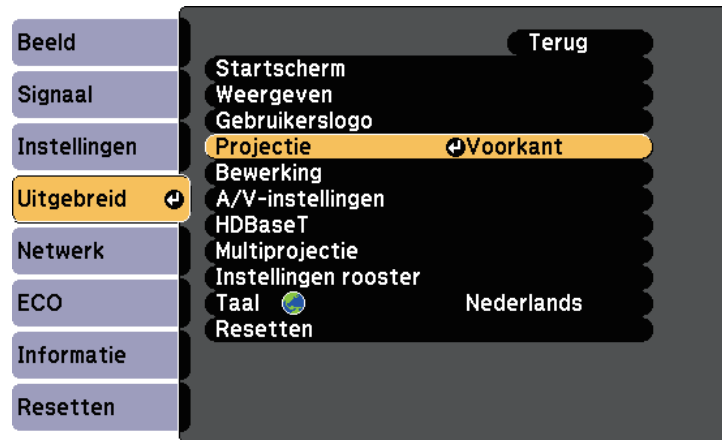 Beeld
Signaal
Instellingen
Uitgebreid
Netwerk
ECO
Informatie
Resetten
Terug
Startscherm
Weergeven
Gebruikerslogo
Projectie Voorkant
Bewerking
A/V-instellingen
HDBaseT
Multiprojectie
Instellingen rooster
Taal Nederlands
Resetten